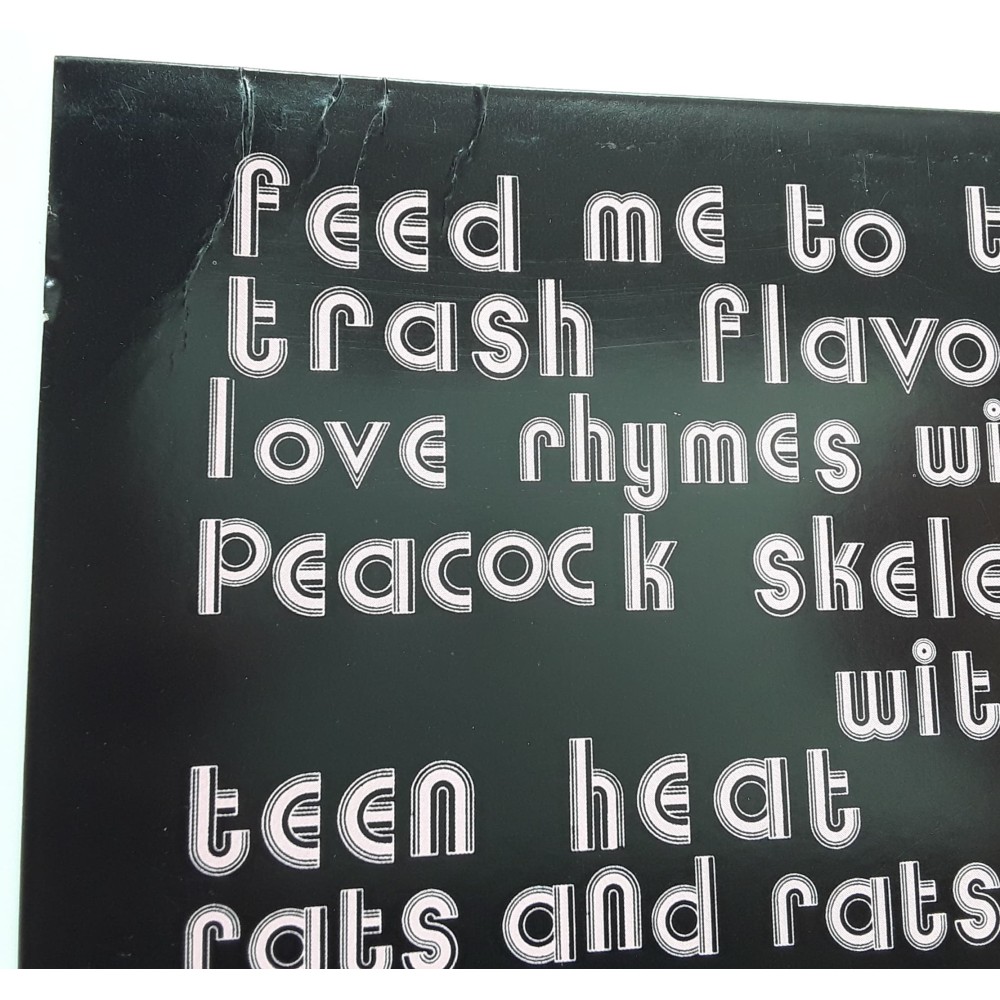 feed me to t
trash flavo
love rhymes wi
peacock skele
wit
teen heat
rats and rats